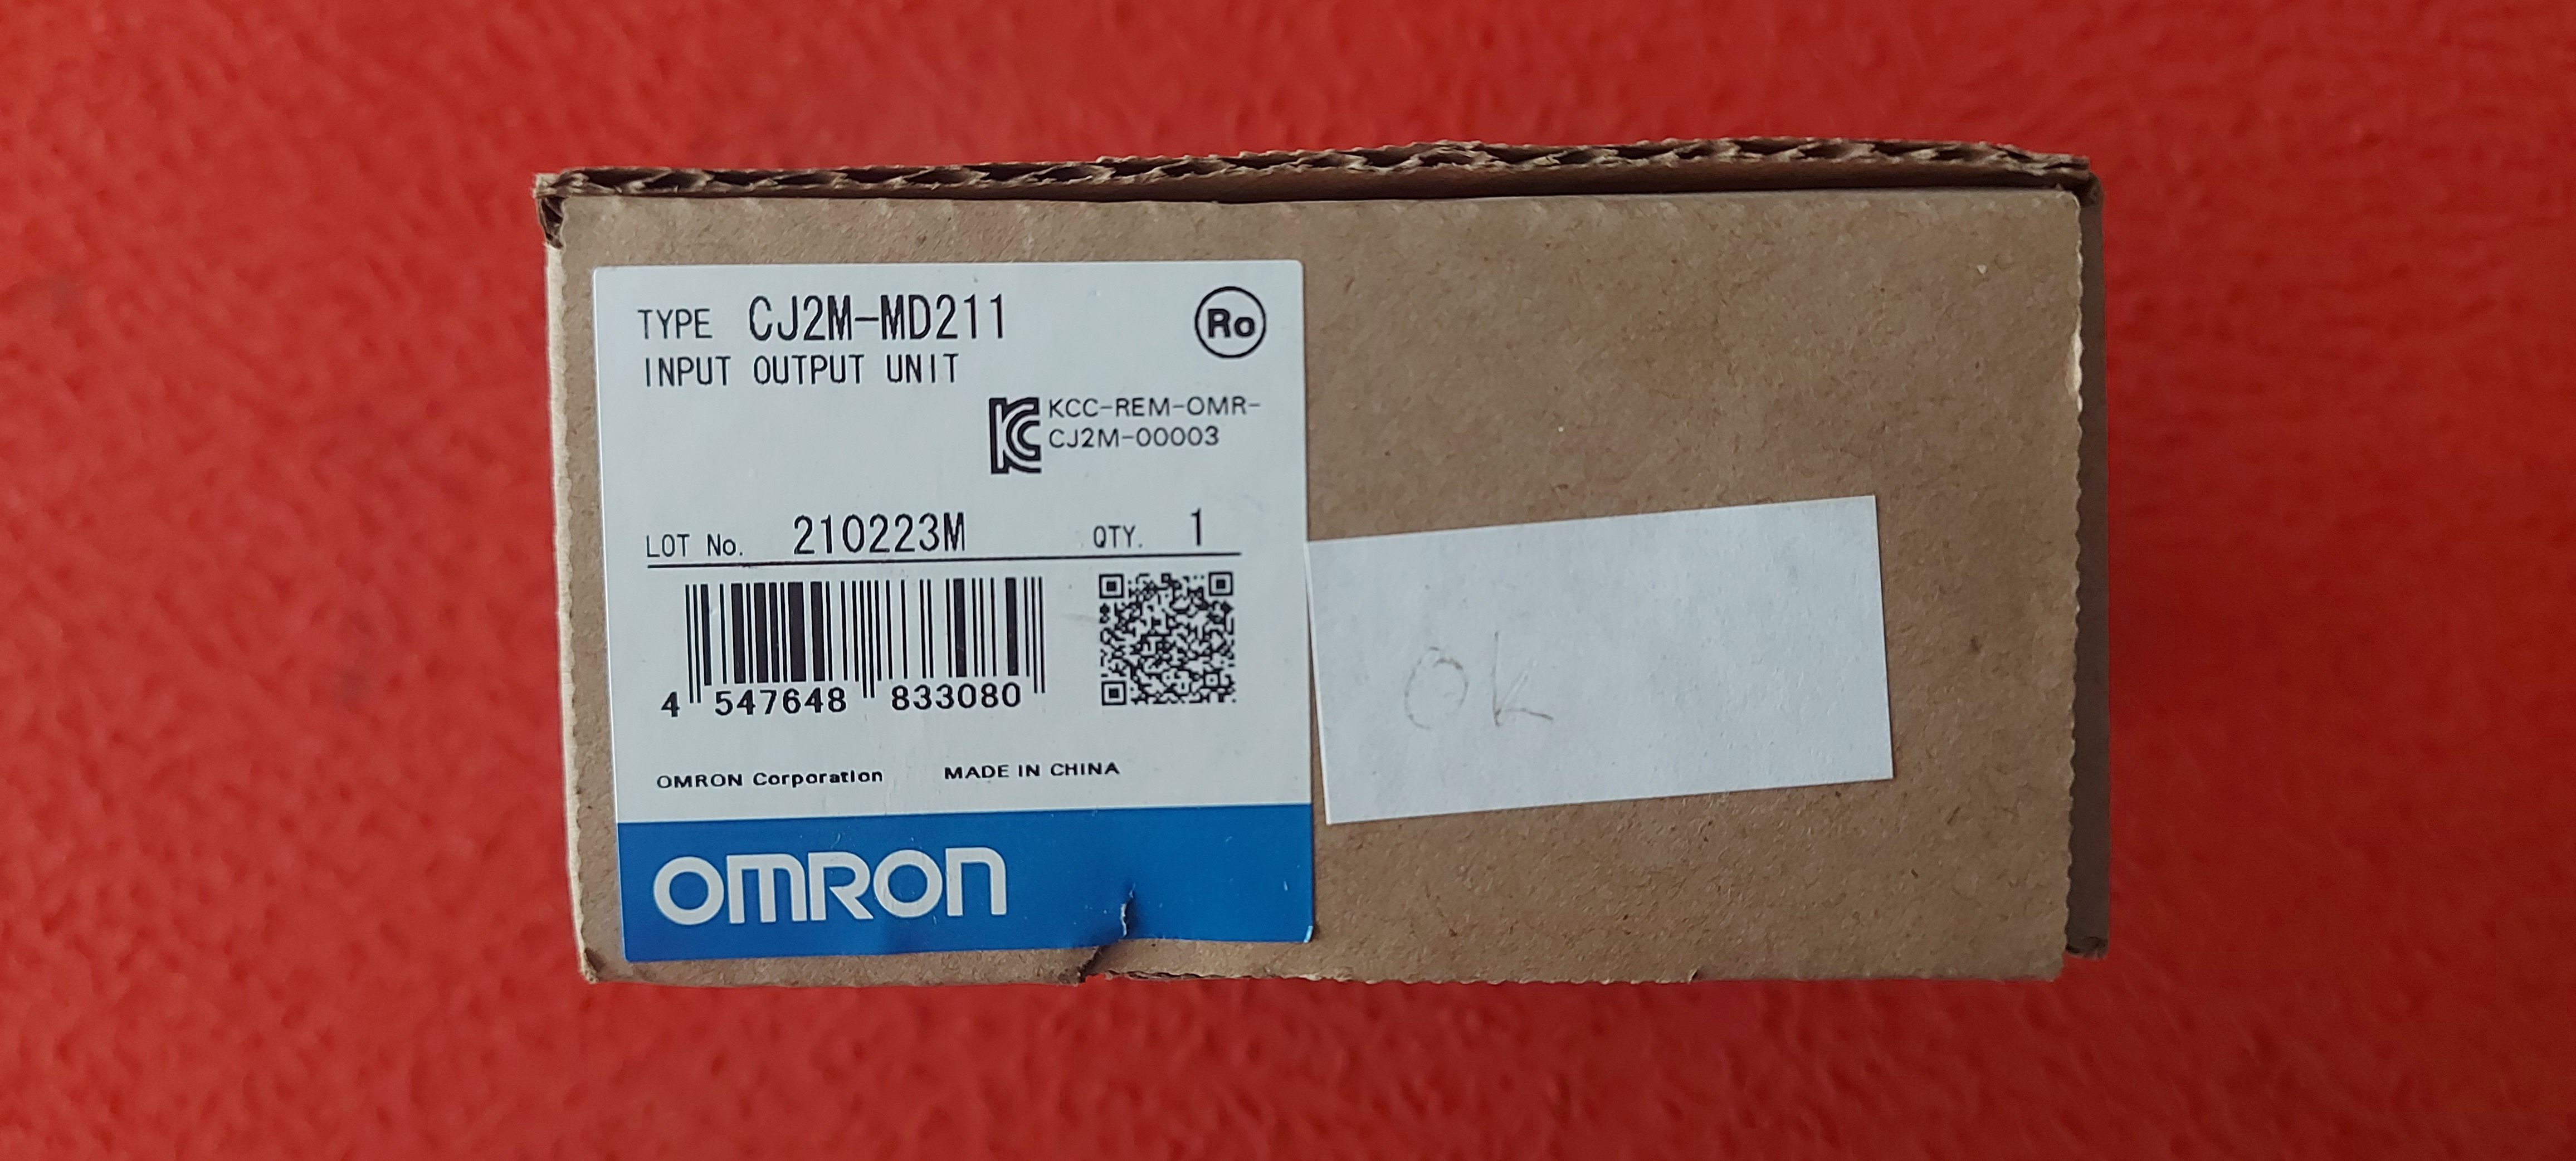 TYPE CJ2M-MD211
Ro
INPUT OUTPUT UNIT
KCC-REM-OMR-
CJ2M-00003
LOT No. 210223M QTY. 1
4 547648 833080
OMRON Corporation MADE IN CHINA
OMRON
OK